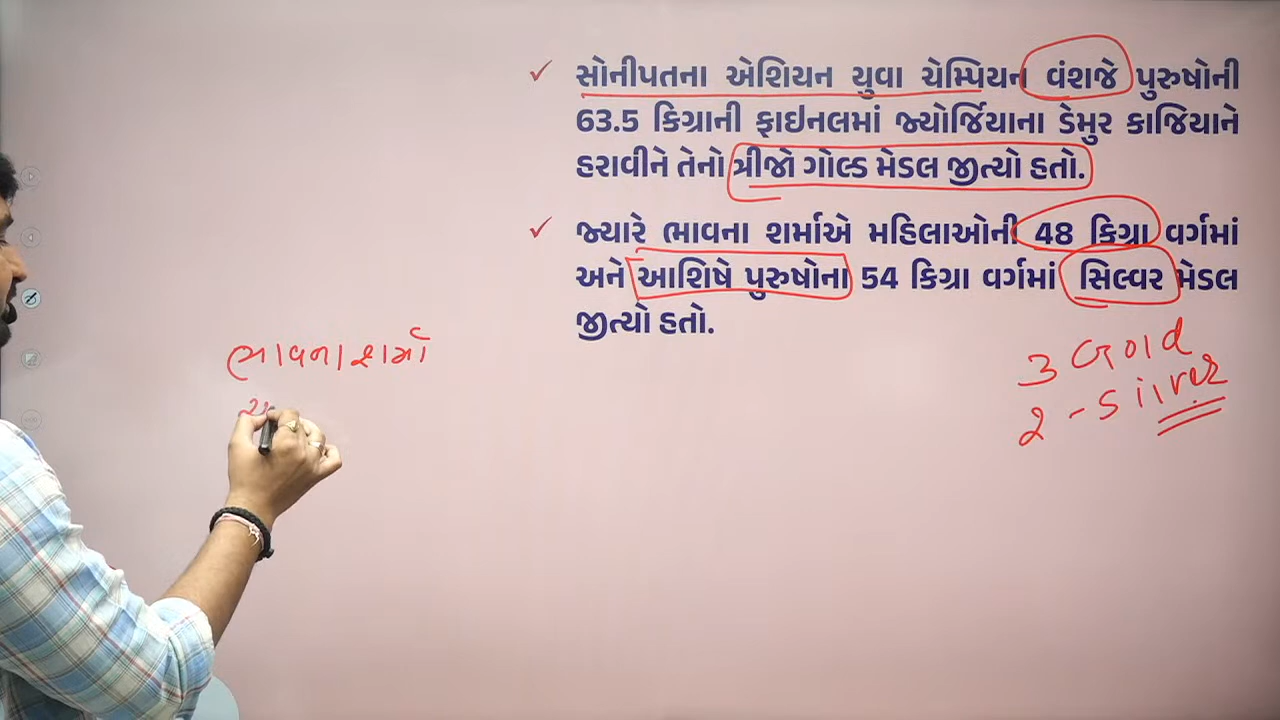 સોનીપતના એશિયન યુવા ચેમ્પિયન વંશજે પુરુષોની
63.5 કિગ્રાની ફાઇનલમાં જ્યોર્જિયાના ડેમુર કાજિયાને
હરાવીને તેનો ત્રીજો ગોલ્ડ મેડલ જીત્યો હતો.
જ્યારે ભાવના શર્માએ મહિલાઓની 48 કિગ્રા વર્ગમાં
અને આશિષે પુરુષોના 54 કિગ્રા વર્ગમાં સિલ્વર મેડલ
જીત્યો હતો.
ભાવના શર્મા
3 Gold
2 - Silver